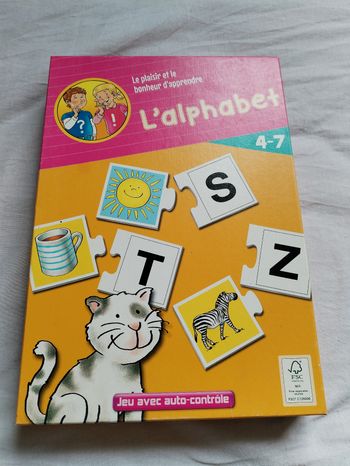 Le plaisir et le
bonheur d'apprendre
L'alphabet
4-7
?
!
S
T
Z
FSC
Jeu avec auto-contrôle